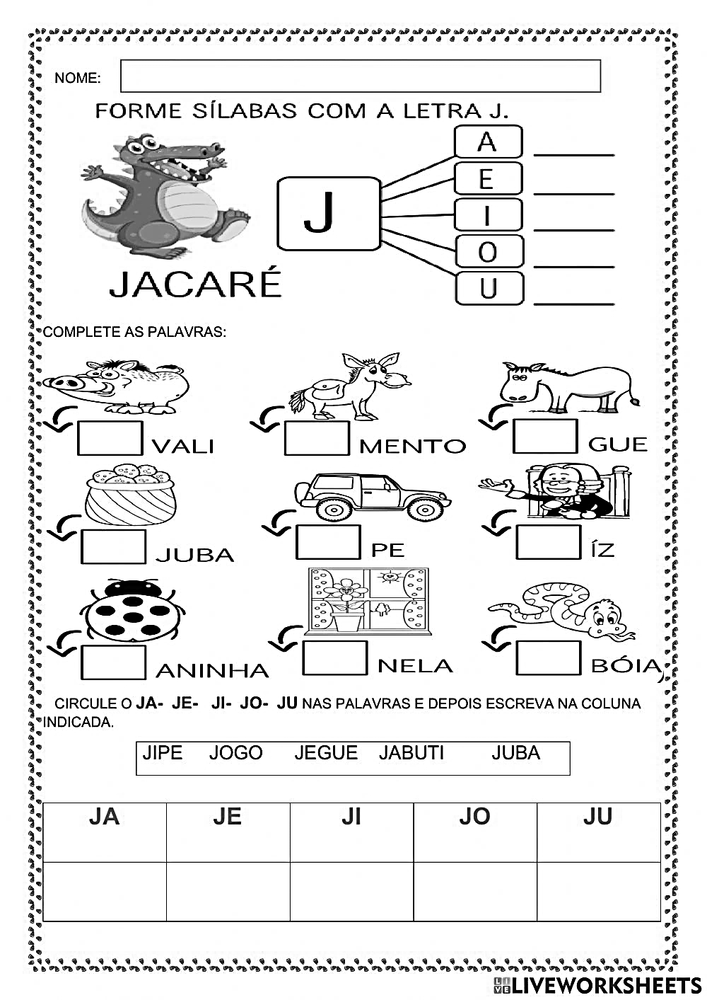 NOME:
FORME SÍLABAS COM A LETRA J.
A
E
J
I
O
U
JACARÉ
COMPLETE AS PALAVRAS:
VALI MENTO GUE
JUBA PE ÍZ
ANINHA NELA BÓIA
CIRCULE O JA- JE- JI- JO- JU NAS PALAVRAS E DEPOIS ESCREVA NA COLUNA
INDICADA.
JIPE JOGO JEGUE JABUTI JUBA
JA JE JI JO JU
LIVE LIVEWORKSHEETS